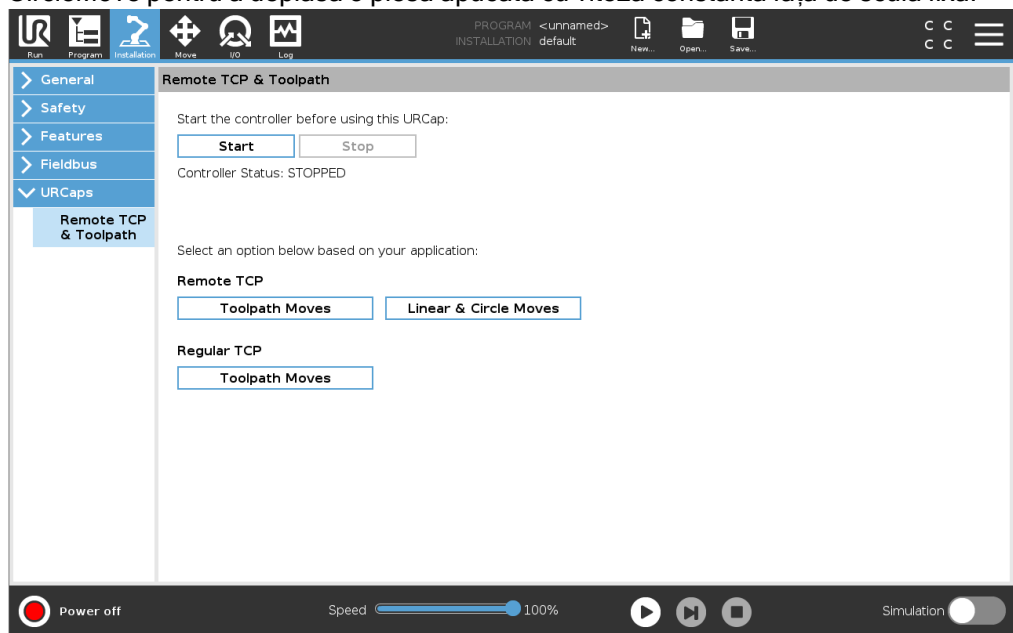 PROGRAM <unnamed>
INSTALLATION default
C C
C C
Run Program Installation Move I/O Log New... Open... Save...
General
Safety
Features
Fieldbus
URCaps
Remote TCP
& Toolpath
Remote TCP & Toolpath
Start the controller before using this URCap:
Start Stop
Controller Status: STOPPED
Select an option below based on your application:
Remote TCP
Toolpath Moves Linear & Circle Moves
Regular TCP
Toolpath Moves
Power off Speed 100% Simulation